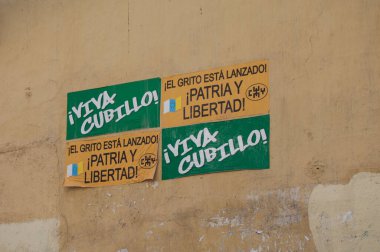 ¡VIVA
CUBILLO!
¡EL GRITO ESTÁ LANZADO!
¡PATRIA Y
LIBERTAD!
¡EL GRITO ESTÁ LANZADO
¡PATRIA Y
LIBERTAD!
¡VIVA
CUBILLO!